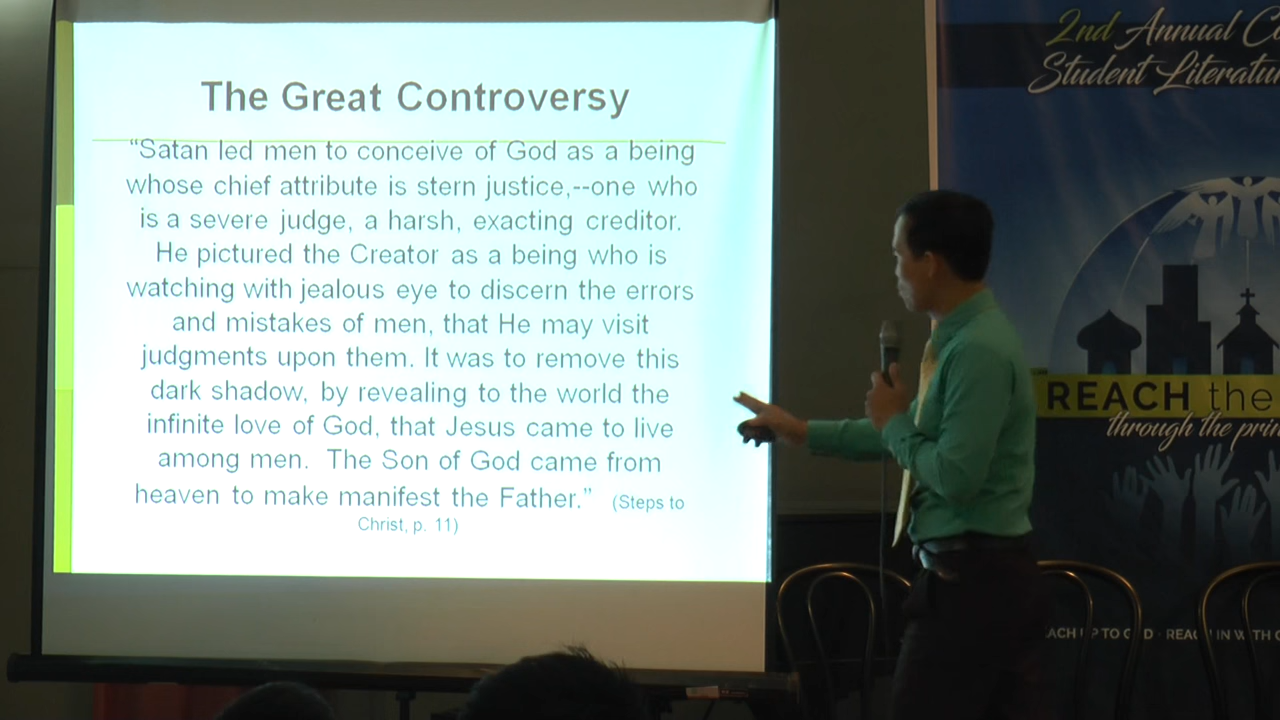 The Great Controversy
“Satan led men to conceive of God as a being
whose chief attribute is stern justice,--one who
is a severe judge, a harsh, exacting creditor.
He pictured the Creator as a being who is
watching with jealous eye to discern the errors
and mistakes of men, that He may visit
judgments upon them. It was to remove this
dark shadow, by revealing to the world the
infinite love of God, that Jesus came to live
among men.  The Son of God came from
heaven to make manifest the Father.”  (Steps to
Christ, p. 11)
2nd Annual
Student
REACH the
through the
UP TO G D · REAC IN W TH